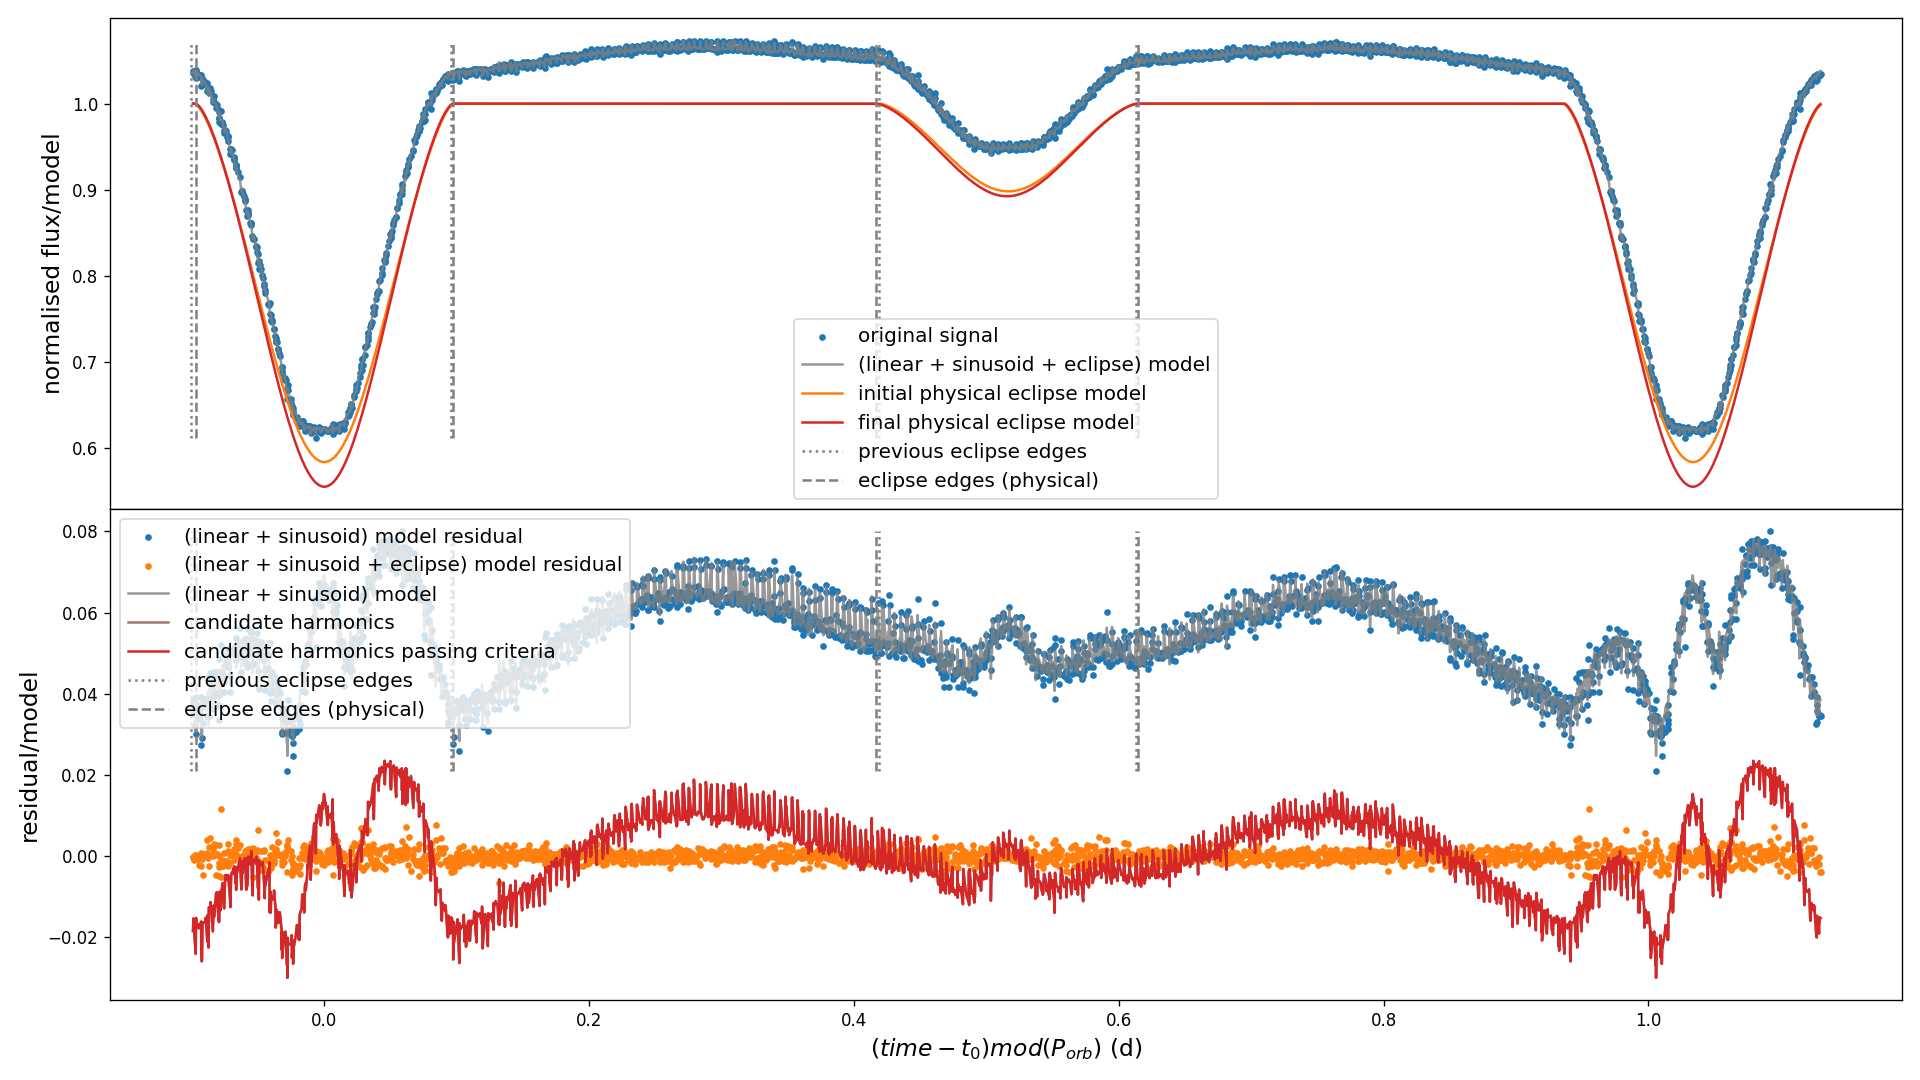 normalised flux/model
1.0
0.9
0.8
0.7
0.6
original signal
(linear + sinusoid + eclipse) model
initial physical eclipse model
final physical eclipse model
previous eclipse edges
eclipse edges (physical)
residual/model
0.08
0.06
0.04
0.02
0.00
−0.02
(linear + sinusoid) model residual
(linear + sinusoid + eclipse) model residual
(linear + sinusoid) model
candidate harmonics
candidate harmonics passing criteria
previous eclipse edges
eclipse edges (physical)
0.0 0.2 0.4 0.6 0.8 1.0
(time − t₀)mod(Pₒᵣb) (d)